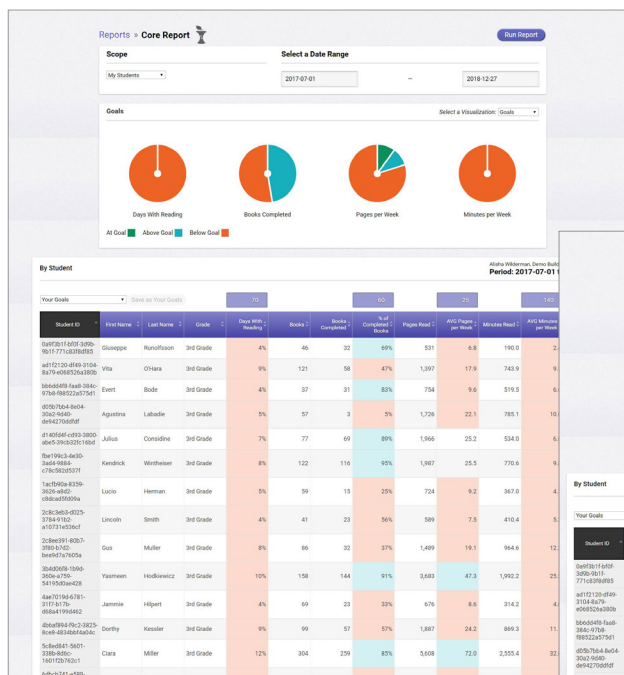 Reports » Core Report
Run Report
Scope
Select a Date Range
My Students
2017-07-01
–
2018-12-27
Goals
Select a Visualization: Goals
Days With Reading
Books Completed
Pages per Week
Minutes per Week
At Goal
Above Goal
Below Goal
By Student
Alisha Wilderman, Demo Build
Period: 2017-07-01 t
Your Goals
Save as Your Goals
70
60
25
140
Student ID First Name Last Name Grade Days With Reading Books Books Completed % of Completed Books Pages Read AVG Pages per Week Minutes Read AVG Minutes per Week
0a9f3b1f-bf0f-3d9b-
9b1f-771c83f8df85
Giuseppe Runolfsson 3rd Grade 4% 46 32 69% 531 6.8 190.0 2.
ad1f2120-df49-3104-
8a79-e068526a380b
Vita O'Hara 3rd Grade 9% 121 58 47% 1,397 17.9 743.9 9.
bb6dd4f8-faa8-384c-
97b8-f88522a575d1
Evert Bode 3rd Grade 4% 37 31 83% 754 9.6 519.5 6.
d05b7bb4-8e04-
30a2-9d40-
de94270ddfdf
Agustina Labadie 3rd Grade 5% 57 3 5% 1,726 22.1 785.1 10.
d140fd4f-cd93-3800-
abe5-39cb32fc16bd
Julius Considine 3rd Grade 7% 77 69 89% 1,966 25.2 534.0 6.
fbe199c3-4e30-
3ad4-9884-
c78c582d537f
Kendrick Wintheiser 3rd Grade 8% 122 116 95% 1,987 25.5 770.6 9.
1acfb90a-8359-
3626-a8d2-
c8dcad5fd09a
Lucio Herman 3rd Grade 5% 59 15 25% 724 9.2 367.0 4.
2c8c3eb3-d025-
3784-91b2-
a10731e536cf
Lincoln Smith 3rd Grade 4% 41 23 56% 589 7.5 410.4 5.
2c8ee391-80b7-
3f80-b7d2-
bea9d7a7605a
Gus Muller 3rd Grade 8% 86 32 37% 1,489 19.1 964.6 12.
3b4d06f8-1b9d-
360e-a759-
54195d0ae428
Yasmeen Hodkiewicz 3rd Grade 10% 158 144 91% 3,683 47.3 1,992.2 25.
4ae7019d-6781-
31f7-b17b-
d68a4199d462
Jammie Hilpert 3rd Grade 4% 69 23 33% 676 8.6 314.2 4.
4bbaf894-f9c2-3825-
8ce8-4834bbf4a04c
Dorthy Kessler 3rd Grade 9% 99 57 57% 1,887 24.2 869.3 11.
5c8ed841-5601-
338b-8d6c-
1601f2b762c1
Ciara Miller 3rd Grade 12% 304 259 85% 5,608 72.0 2,555.4 32.
By Student
Your Goals
Student ID
0a9f3b1f-bf0f-
3d9b-9b1f-
771c83f8df85
ad1f2120-df49-
3104-8a79-
e068526a380b
bb6dd4f8-faa8-
384c-97b8-
f88522a575d1
d05b7bb4-8e04-
30a2-9d40-
de94270ddfdf